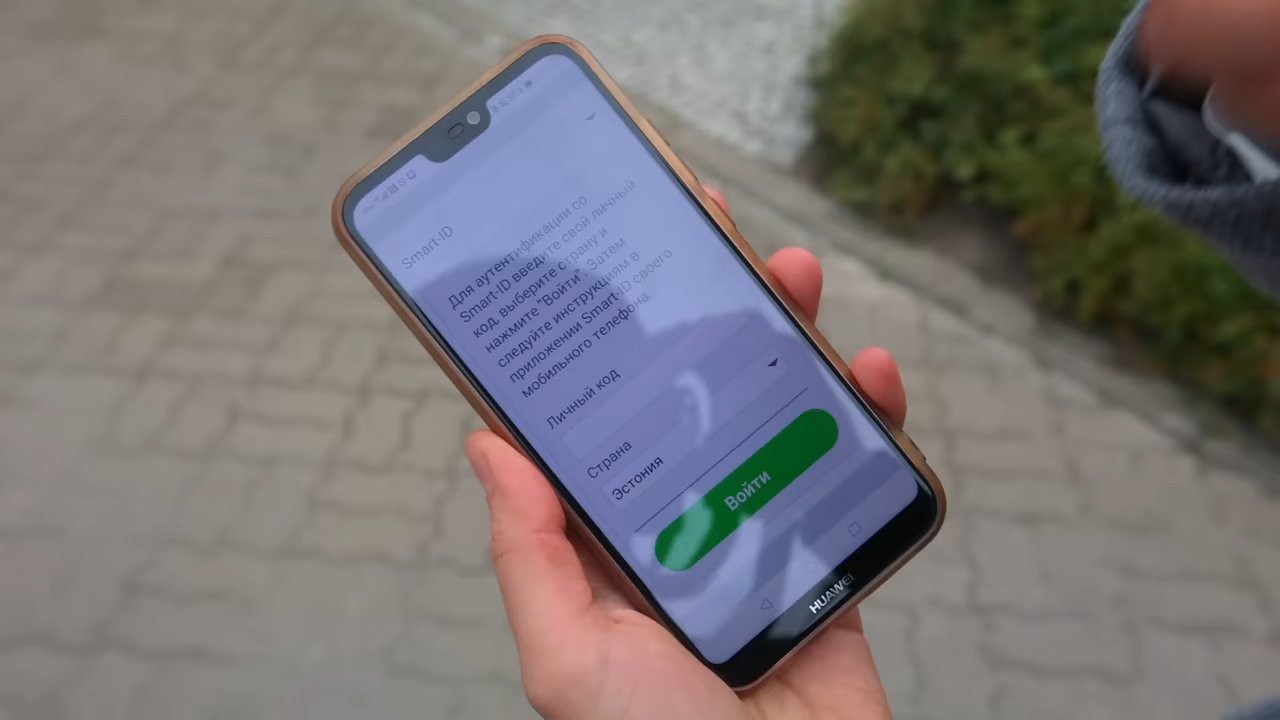 Smart-ID
Для аутентификации со
Smart-ID введите свой личный
код, выберите страну и
нажмите "Войти". Затем
следуйте инструкциям в
приложении Smart-ID своего
мобильного телефона.
Личный код
Страна
Эстония
Войти
HUAWEI